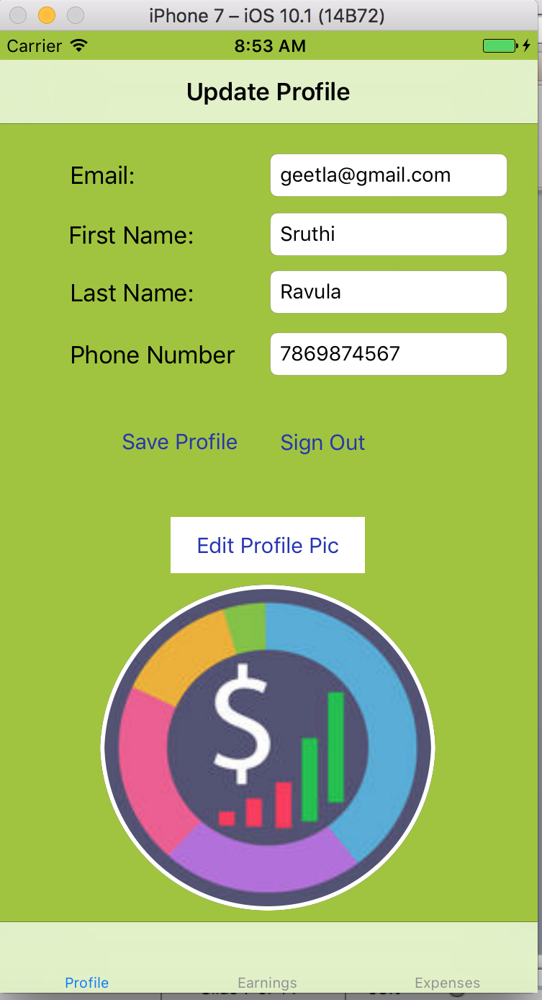 iPhone 7 – iOS 10.1 (14B72)
Carrier 8:53 AM
Update Profile
Email: geetla@gmail.com
First Name: Sruthi
Last Name: Ravula
Phone Number 7869874567
Save Profile Sign Out
Edit Profile Pic
$
Profile Earnings Expenses